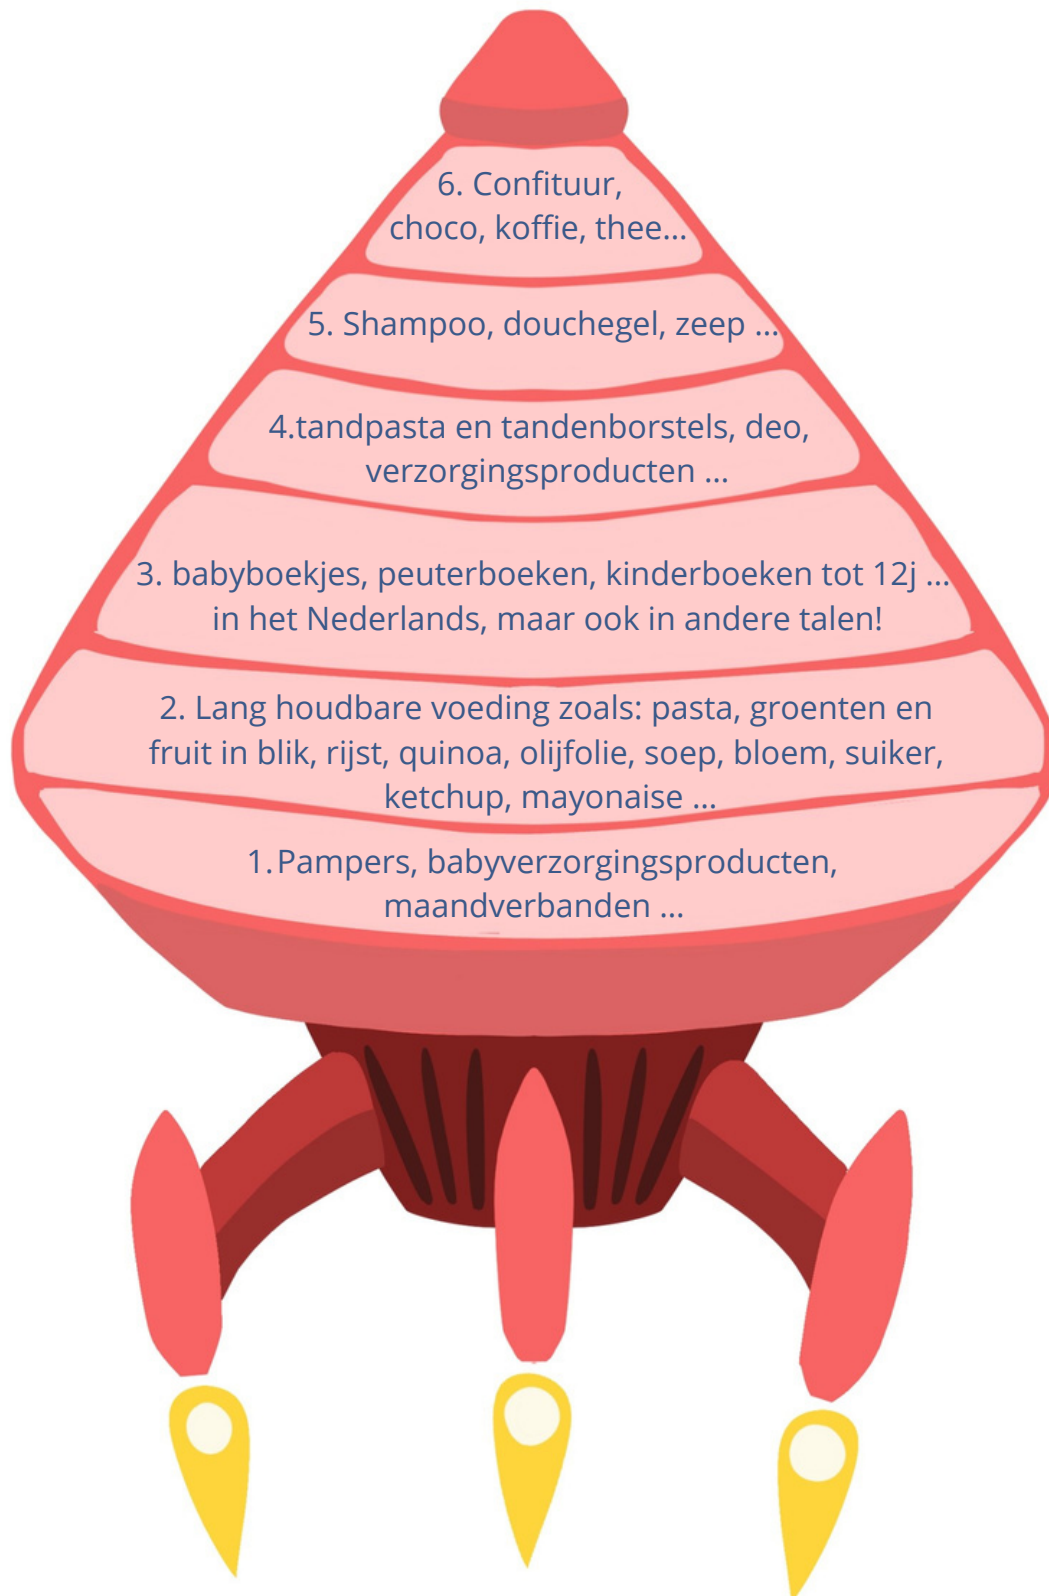 6. Confituur,
choco, koffie, thee...
5. Shampoo, douchegel, zeep ...
4.tandpasta en tandenborstels, deo,
verzorgingsproducten ...
3. babyboekjes, peuterboeken, kinderboeken tot 12j ...
in het Nederlands, maar ook in andere talen!
2. Lang houdbare voeding zoals: pasta, groenten en
fruit in blik, rijst, quinoa, olijfolie, soep, bloem, suiker,
ketchup, mayonaise ...
1.Pampers, babyverzorgingsproducten,
maandverbanden ...